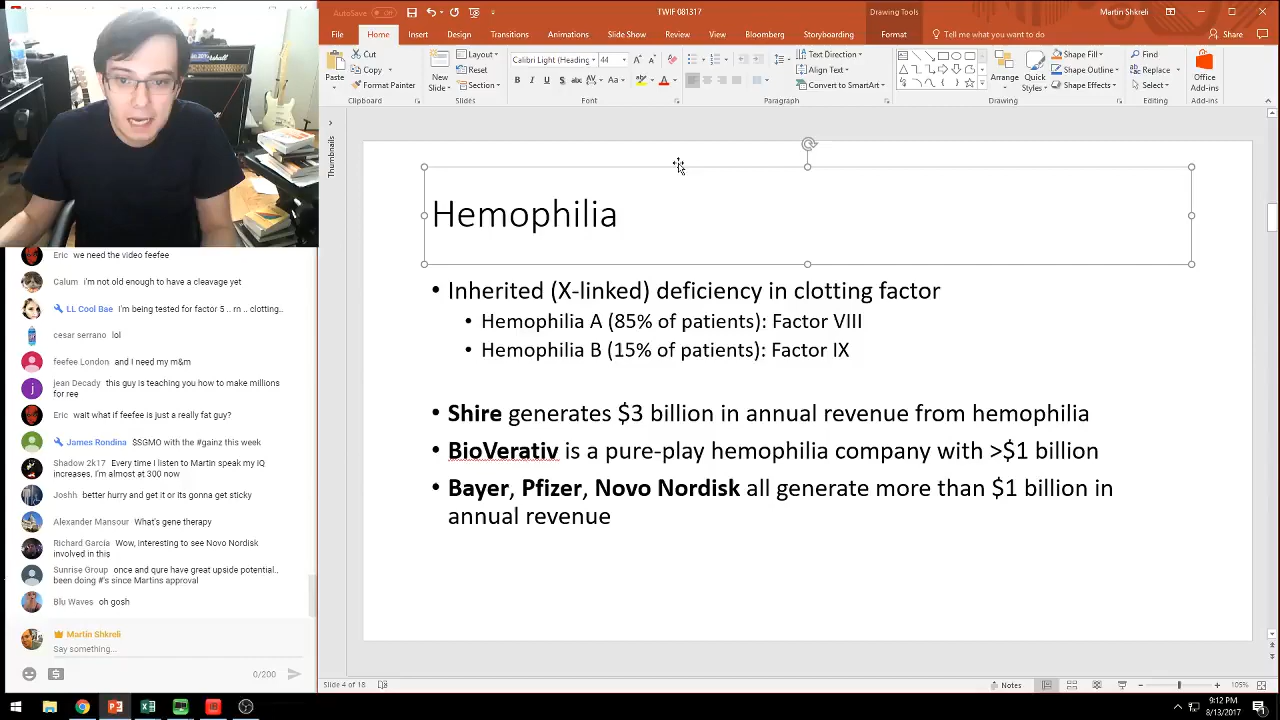 AutoSave
Off
TWIF 081317
Drawing Tools
Martin Shkreli
File
Home
Insert
Design
Transitions
Animations
Slide Show
Review
View
Bloomberg
Storyboarding
Format
Tell me what you want to do
Share
Paste
Cut
Copy
Format Painter
Clipboard
New
Slide
Layout
Reset
Section
Slides
Calibri Light (Heading
44
Font
Text Direction
Align Text
Convert to SmartArt
Paragraph
Arrange
Quick
Styles
Shape Fill
Shape Outline
Shape Effects
Drawing
Find
Replace
Select
Editing
Office
Add-ins
Add-ins
Thumbnails
Marshall
Hemophilia
• Inherited (X-linked) deficiency in clotting factor
• Hemophilia A (85% of patients): Factor VIII
• Hemophilia B (15% of patients): Factor IX
• Shire generates $3 billion in annual revenue from hemophilia
• BioVerativ is a pure-play hemophilia company with >$1 billion
• Bayer, Pfizer, Novo Nordisk all generate more than $1 billion in
annual revenue
Eric we need the video feefee
Calum i'm not old enough to have a cleavage yet
LL Cool Bae I'm being tested for factor 5 .. rn .. clotting..
cesar serrano lol
feefee London and I need my m&m
jean Decady this guy is teaching you how to make millions
for ree
Eric wait what if feefee is just a really fat guy?
James Rondina $SGMO with the #gainz this week
Shadow 2k17 Every time I listen to Martin speak my IQ
increases. I'm almost at 300 now
Joshh better hurry and get it or its gonna get sticky
Alexander Mansour What's gene therapy
Richard Garcia Wow, interesting to see Novo Nordisk
involved in this
Sunrise Group once and qure have great upside potential..
been doing #'s since Martins approval
Blu Waves oh gosh
Martin Shkreli
Say something...
0/200
Slide 4 of 18
Notes
105%
9:12 PM
8/13/2017